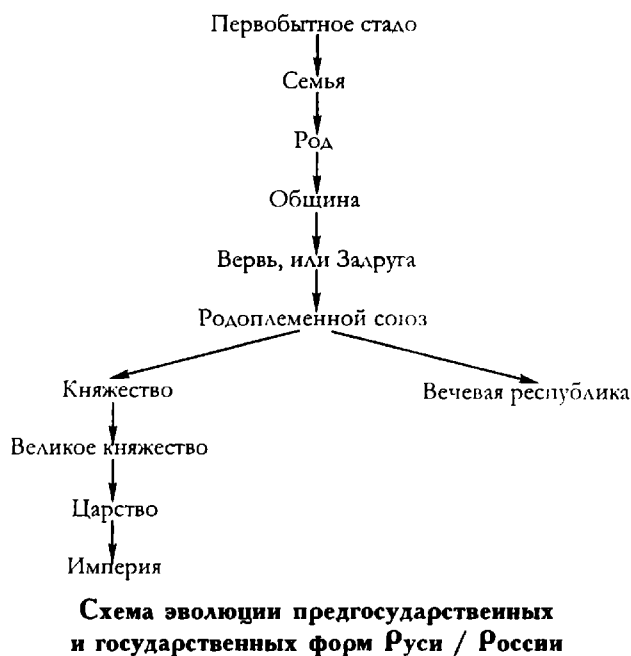 Первобытное стадо
Семья
Род
Община
Вервь, или Задруга
Родоплеменной союз
Княжество
Вечевая республика
Великое княжество
Царство
Империя
Схема эволюции предгосударственных
и государственных форм Руси / России